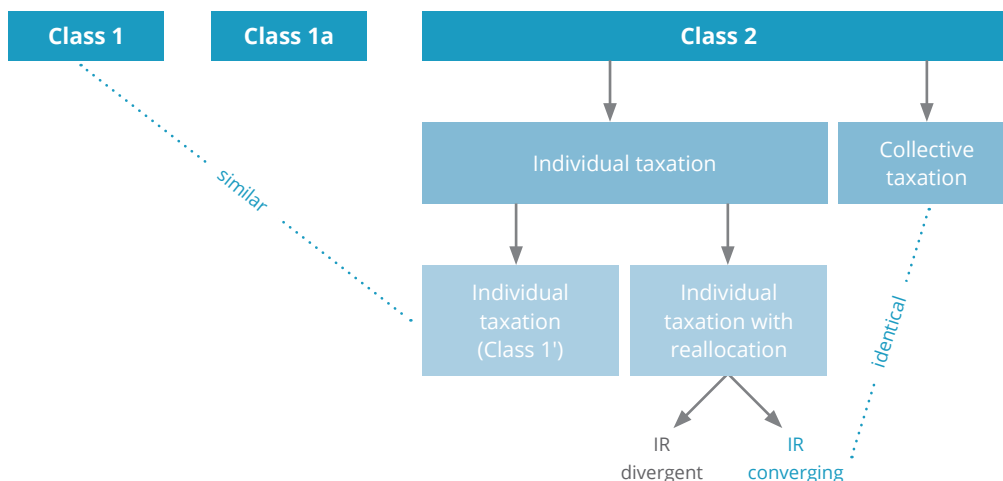 Class 1
Class 1a
Class 2
Individual taxation
Collective
taxation
similar
Individual
taxation
(Class 1')
Individual
taxation with
reallocation
identical
IR
divergent
IR
converging